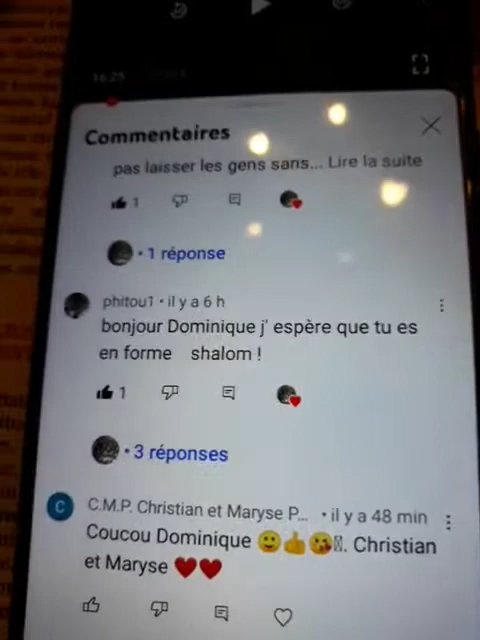 16:25
Commentaires
pas laisser les gens sans... Lire la suite
1
• 1 réponse
phitou1 • il y a 6 h
bonjour Dominique j' espère que tu es
en forme shalom !
1
• 3 réponses
C
C.M.P. Christian et Maryse P... • il y a 48 min
Coucou Dominique 🙂👍😘. Christian
et Maryse ❤️❤️